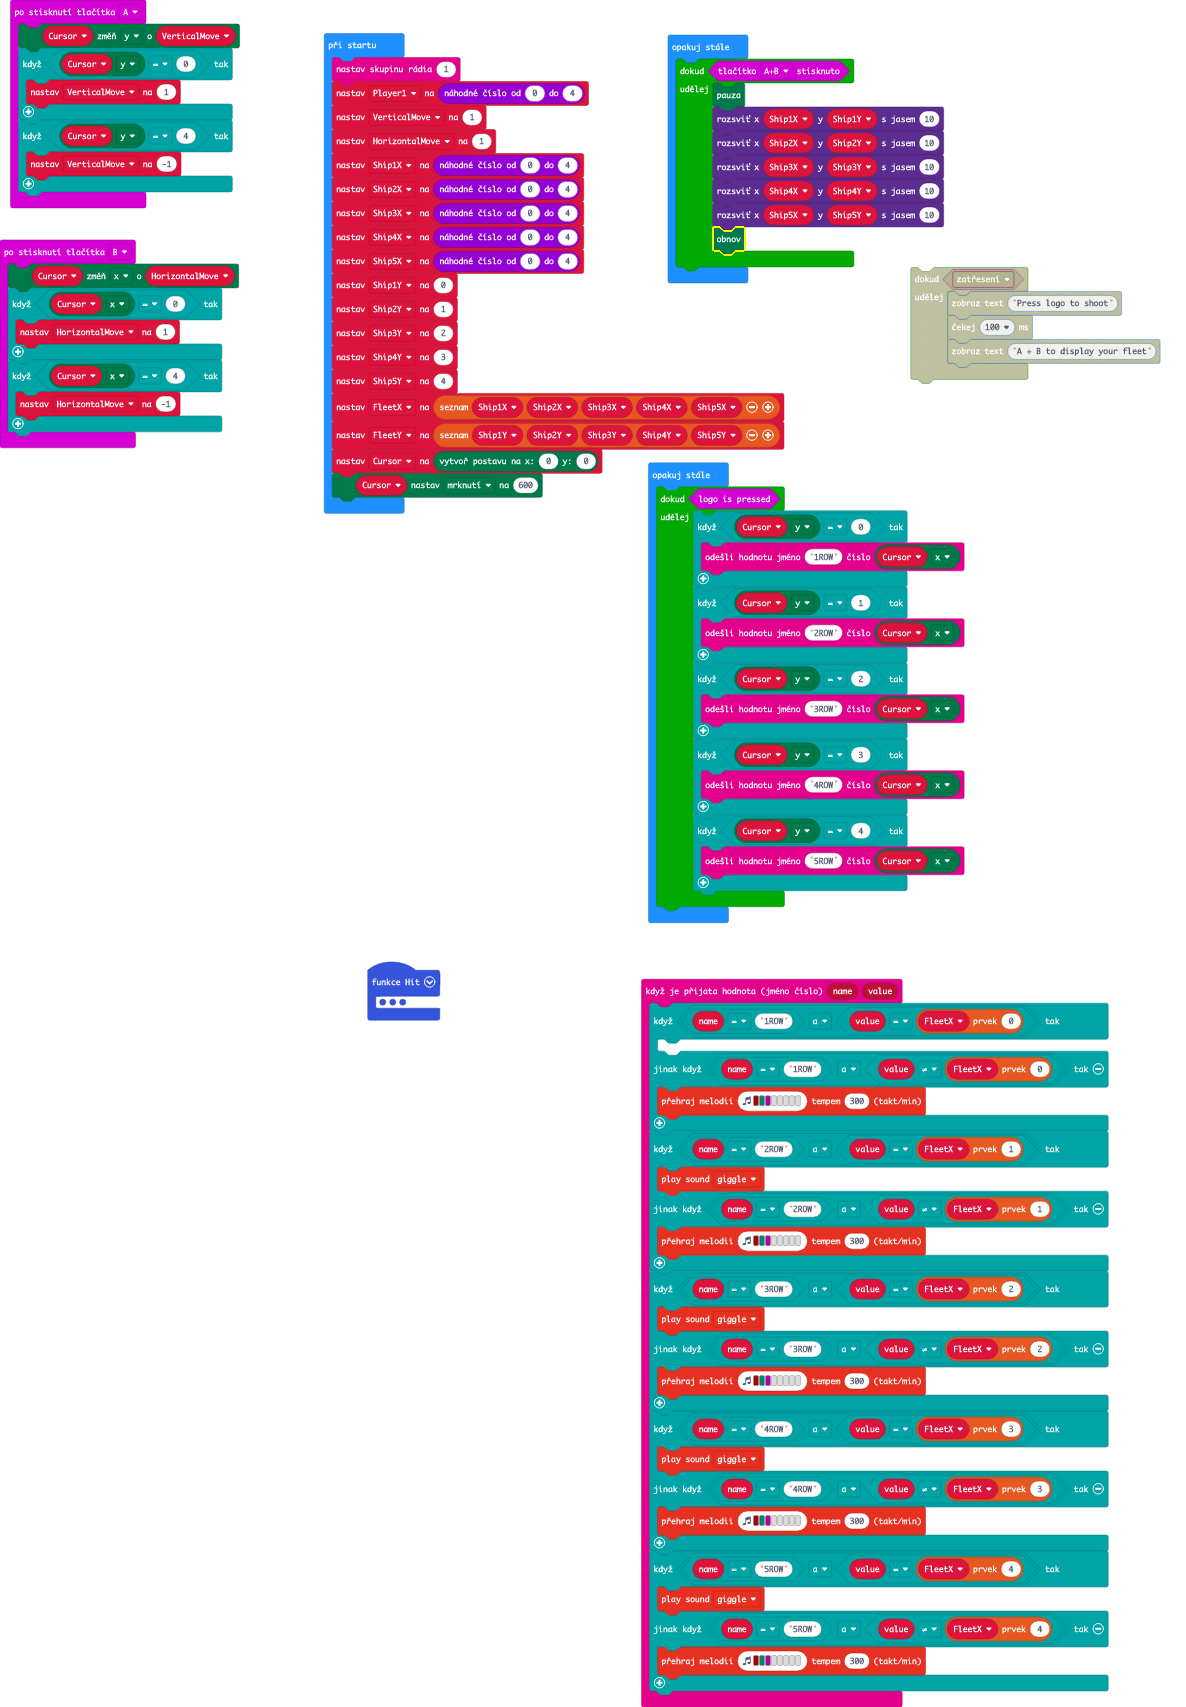 po stisknutí tlačítka A
Cursor změň y o VerticalMove
když Cursor y = 0 tak
nastav VerticalMove na 1
když Cursor y = 4 tak
nastav VerticalMove na -1
po stisknutí tlačítka B
Cursor změň x o HorizontalMove
když Cursor x = 0 tak
nastav HorizontalMove na 1
když Cursor x = 4 tak
nastav HorizontalMove na -1
při startu
nastav skupinu rádia 1
nastav Player1 na náhodné číslo od 0 do 4
nastav VerticalMove na 1
nastav HorizontalMove na 1
nastav Ship1X na náhodné číslo od 0 do 4
nastav Ship2X na náhodné číslo od 0 do 4
nastav Ship3X na náhodné číslo od 0 do 4
nastav Ship4X na náhodné číslo od 0 do 4
nastav Ship5X na náhodné číslo od 0 do 4
nastav Ship1Y na 0
nastav Ship2Y na 1
nastav Ship3Y na 2
nastav Ship4Y na 3
nastav Ship5Y na 4
nastav FleetX na seznam Ship1X Ship2X Ship3X Ship4X Ship5X
nastav FleetY na seznam Ship1Y Ship2Y Ship3Y Ship4Y Ship5Y
nastav Cursor na vytvoř postavu na x: 0 y: 0
Cursor nastav mrknutí na 600
opakuj stále
dokud tlačítko A+B stisknuto
udělej
pauza
rozsviť x Ship1X y Ship1Y s jasem 10
rozsviť x Ship2X y Ship2Y s jasem 10
rozsviť x Ship3X y Ship3Y s jasem 10
rozsviť x Ship4X y Ship4Y s jasem 10
rozsviť x Ship5X y Ship5Y s jasem 10
obnov
dokud zatřesení
udělej
zobraz text "Press logo to shoot"
čekej 100 ms
zobraz text "A + B to display your fleet"
opakuj stále
dokud logo is pressed
udělej
když Cursor y = 0 tak
odešli hodnotu jméno "1ROW" číslo Cursor x
když Cursor y = 1 tak
odešli hodnotu jméno "2ROW" číslo Cursor x
když Cursor y = 2 tak
odešli hodnotu jméno "3ROW" číslo Cursor x
když Cursor y = 3 tak
odešli hodnotu jméno "4ROW" číslo Cursor x
když Cursor y = 4 tak
odešli hodnotu jméno "5ROW" číslo Cursor x
funkce Hit
když je přijata hodnota (jméno číslo) name value
když name = "1ROW" a value = FleetX prvek 0 tak
jinak když name = "1ROW" a value ≠ FleetX prvek 0 tak
přehraj melodii tempem 300 (takt/min)
když name = "2ROW" a value = FleetX prvek 1 tak
play sound giggle
jinak když name = "2ROW" a value ≠ FleetX prvek 1 tak
přehraj melodii tempem 300 (takt/min)
když name = "3ROW" a value = FleetX prvek 2 tak
play sound giggle
jinak když name = "3ROW" a value ≠ FleetX prvek 2 tak
přehraj melodii tempem 300 (takt/min)
když name = "4ROW" a value = FleetX prvek 3 tak
play sound giggle
jinak když name = "4ROW" a value ≠ FleetX prvek 3 tak
přehraj melodii tempem 300 (takt/min)
když name = "5ROW" a value = FleetX prvek 4 tak
play sound giggle
jinak když name = "5ROW" a value ≠ FleetX prvek 4 tak
přehraj melodii tempem 300 (takt/min)